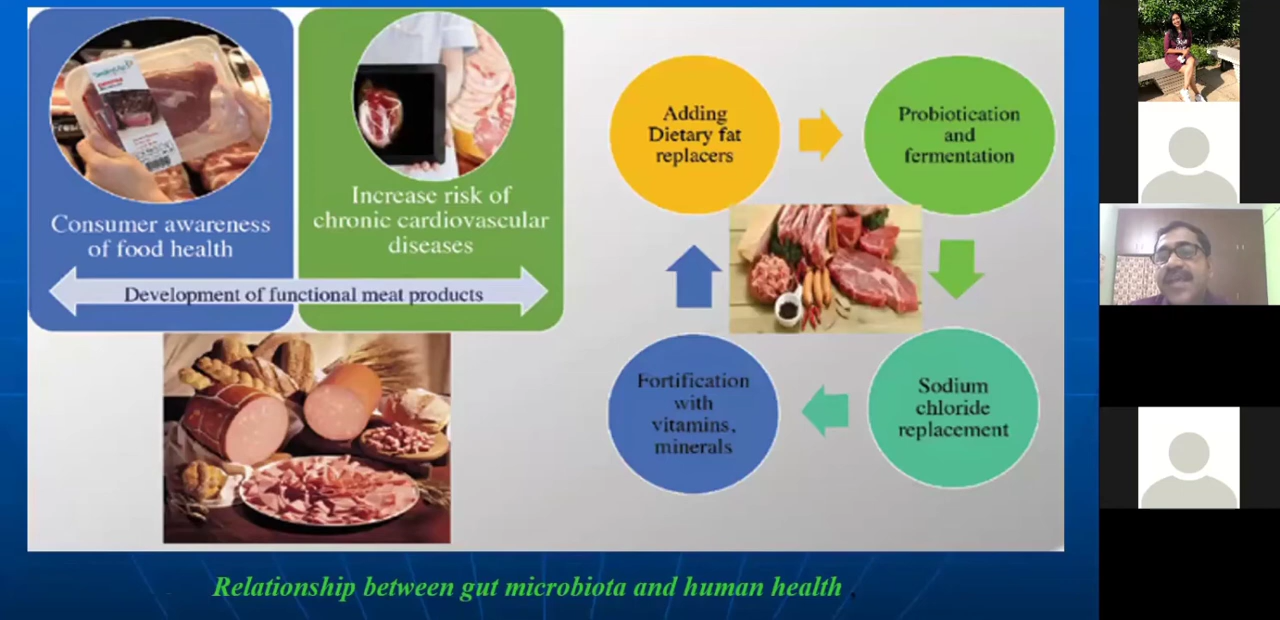 Consumer awareness
of food health
Increase risk of
chronic cardiovascular
diseases
Development of functional meat products
Adding
Dietary fat
replacers
Probiotication
and
fermentation
Sodium
chloride
replacement
Fortification
with
vitamins,
minerals
Relationship between gut microbiota and human health